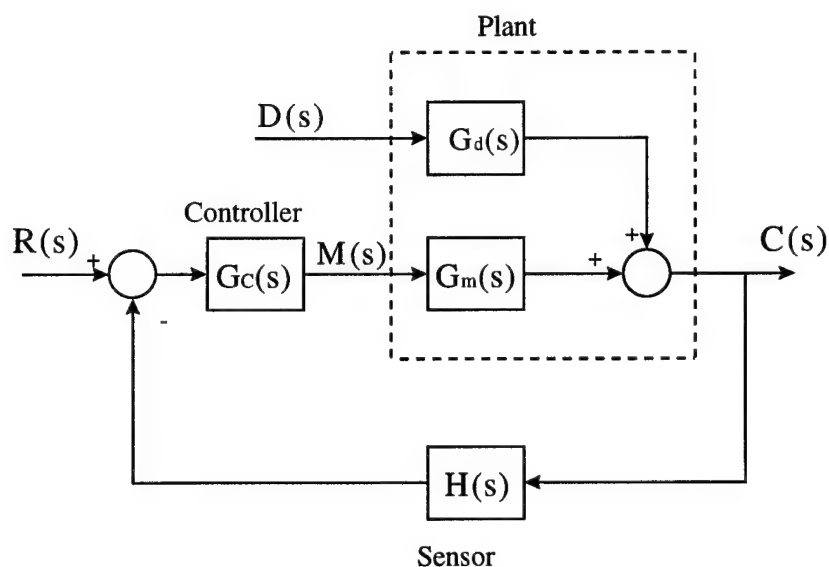 Plant
D(s)
Gd(s)
+
Controller
R(s)
+
GC(s)
M(s)
Gm(s)
+
C(s)
-
H(s)
Sensor